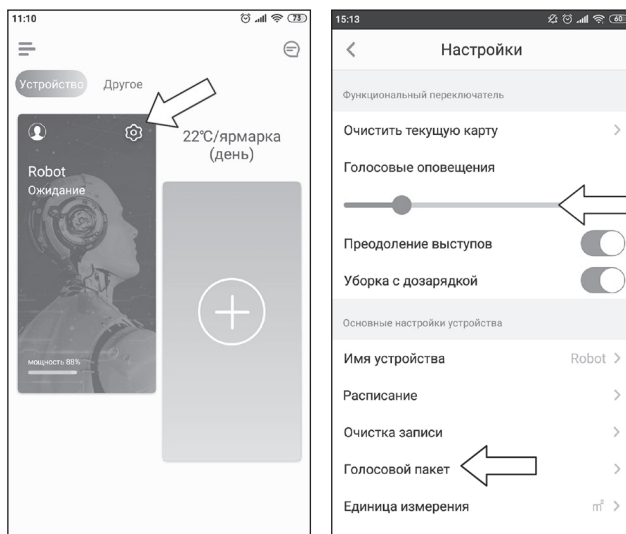 11:10
73
Устройство
Другое
Robot
Ожидание
мощность 88%
22℃/ярмарка
(день)
15:13
60
Настройки
Функциональный переключатель
Очистить текущую карту
Голосовые оповещения
Преодоление выступов
Уборка с дозарядкой
Основные настройки устройства
Имя устройства Robot
Расписание
Очистка записи
Голосовой пакет
Единица измерения m²